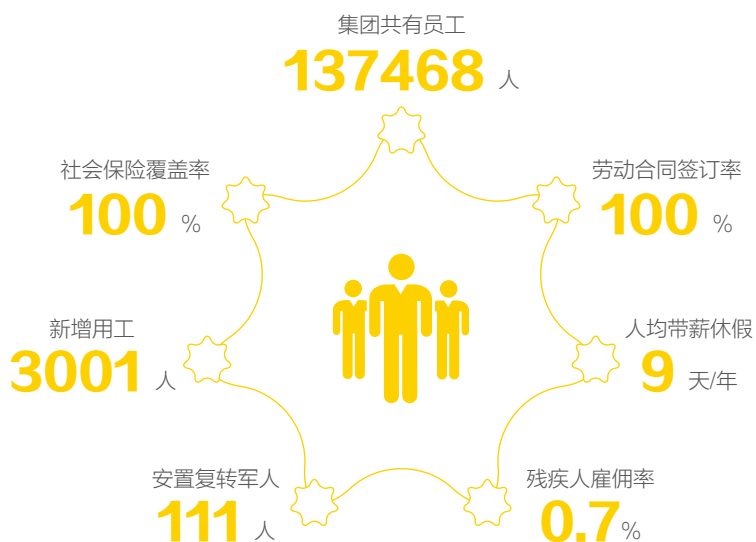 集团共有员工
137468 人
社会保险覆盖率
100 %
劳动合同签订率
100 %
新增用工
3001 人
人均带薪休假
9 天/年
安置复转军人
111 人
残疾人雇佣率
0.7%